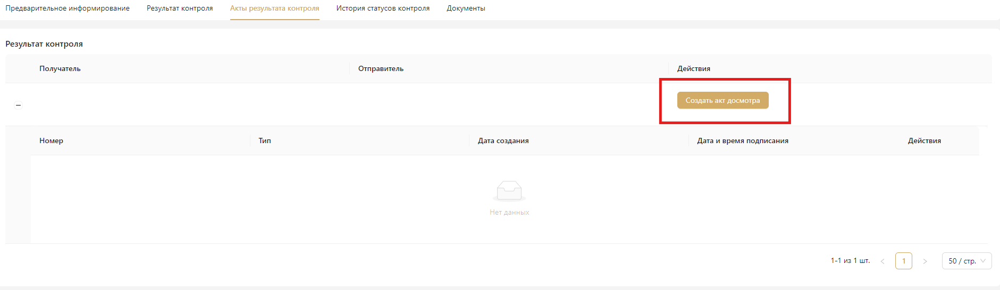 Предварительное информирование Результат контроля Акты результата контроля История статусов контроля Документы
Результат контроля
Получатель Отправитель Действия
Создать акт досмотра
Номер Тип Дата создания Дата и время подписания Действия
Нет данных
1-1 из 1 шт. 1 50 / стр.